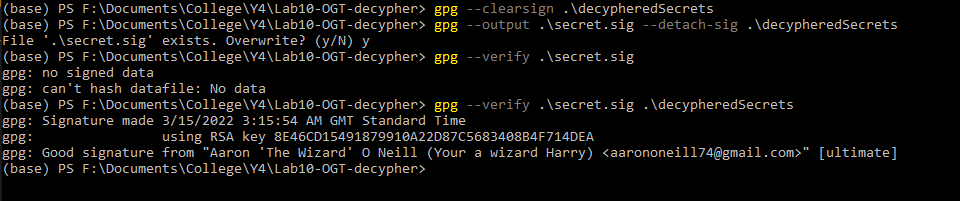 (base) PS F:\Documents\College\Y4\Lab10-OGT-decypher> gpg --clearsign .\decypheredSecrets
(base) PS F:\Documents\College\Y4\Lab10-OGT-decypher> gpg --output .\secret.sig --detach-sig .\decypheredSecrets
File '.\secret.sig' exists. Overwrite? (y/N) y
(base) PS F:\Documents\College\Y4\Lab10-OGT-decypher> gpg --verify .\secret.sig
gpg: no signed data
gpg: can't hash datafile: No data
(base) PS F:\Documents\College\Y4\Lab10-OGT-decypher> gpg --verify .\secret.sig .\decypheredSecrets
gpg: Signature made 3/15/2022 3:15:54 AM GMT Standard Time
gpg:                using RSA key 8E46CD15491879910A22D87C5683408B4F714DEA
gpg: Good signature from "Aaron 'The Wizard' O Neill (Your a wizard Harry) <aarononeill74@gmail.com>" [ultimate]
(base) PS F:\Documents\College\Y4\Lab10-OGT-decypher>